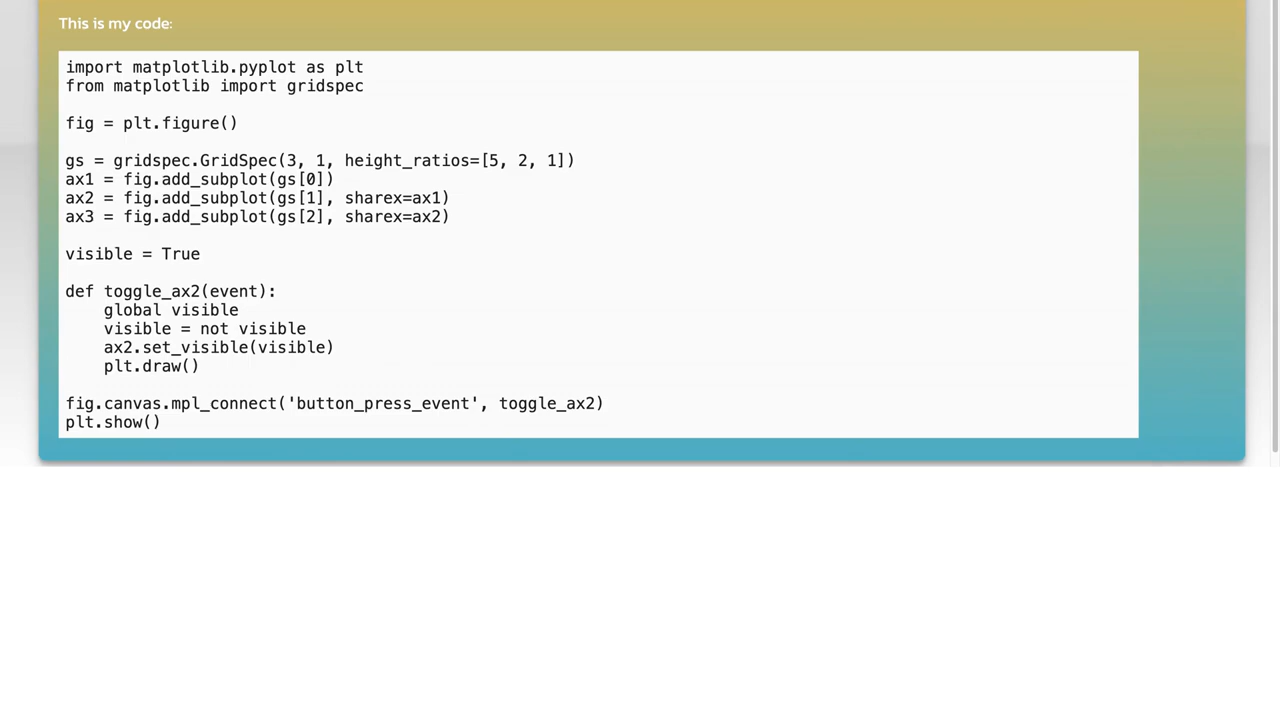 This is my code:
import matplotlib.pyplot as plt
from matplotlib import gridspec

fig = plt.figure()

gs = gridspec.GridSpec(3, 1, height_ratios=[5, 2, 1])
ax1 = fig.add_subplot(gs[0])
ax2 = fig.add_subplot(gs[1], sharex=ax1)
ax3 = fig.add_subplot(gs[2], sharex=ax2)

visible = True

def toggle_ax2(event):
    global visible
    visible = not visible
    ax2.set_visible(visible)
    plt.draw()

fig.canvas.mpl_connect('button_press_event', toggle_ax2)
plt.show()